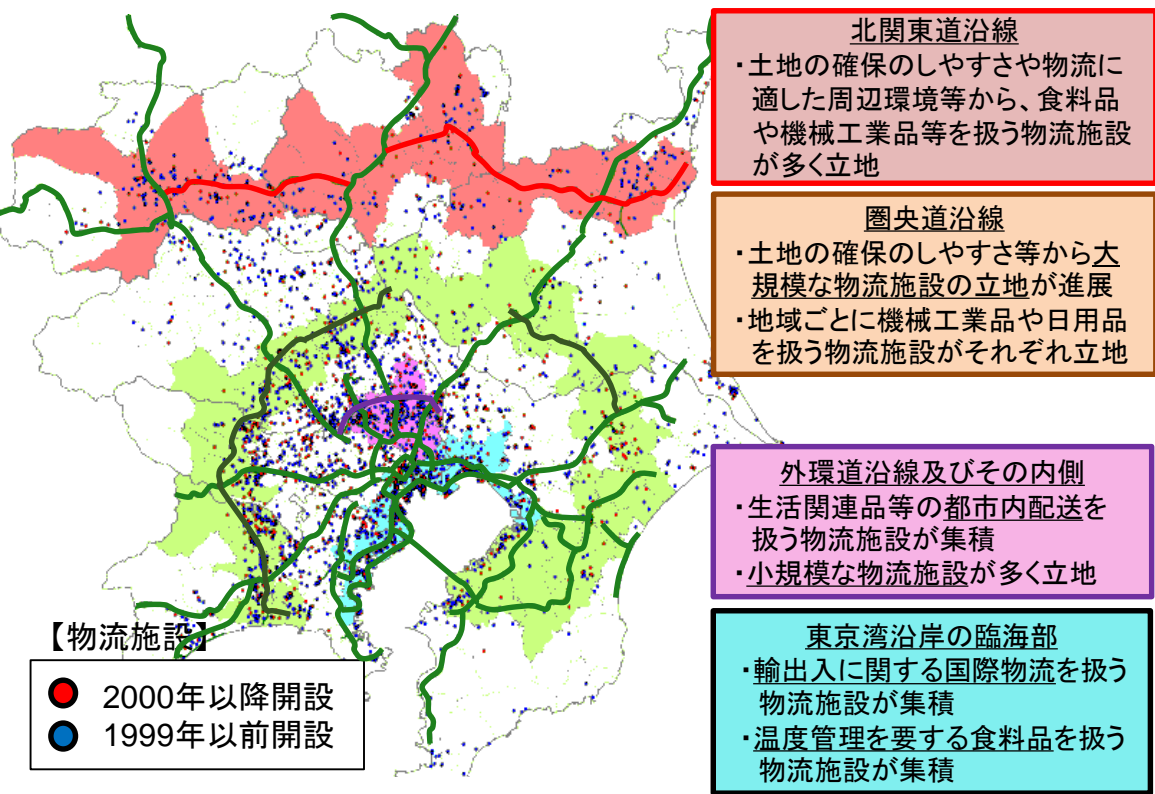 北関東道沿線
・土地の確保のしやすさや物流に
適した周辺環境等から、食料品
や機械工業品等を扱う物流施設
が多く立地
圏央道沿線
・土地の確保のしやすさ等から大
規模な物流施設の立地が進展
・地域ごとに機械工業品や日用品
を扱う物流施設がそれぞれ立地
外環道沿線及びその内側
・生活関連品等の都市内配送を
扱う物流施設が集積
・小規模な物流施設が多く立地
東京湾沿岸の臨海部
・輸出入に関する国際物流を扱う
物流施設が集積
・温度管理を要する食料品を扱う
物流施設が集積
【物流施設】
2000年以降開設
1999年以前開設